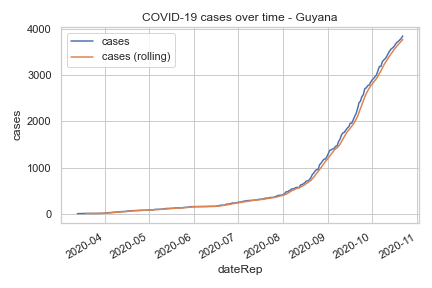 COVID-19 cases over time - Guyana
cases
cases (rolling)
4000
3000
2000
1000
0
cases
2020-04
2020-05
2020-06
2020-07
2020-08
2020-09
2020-10
2020-11
dateRep